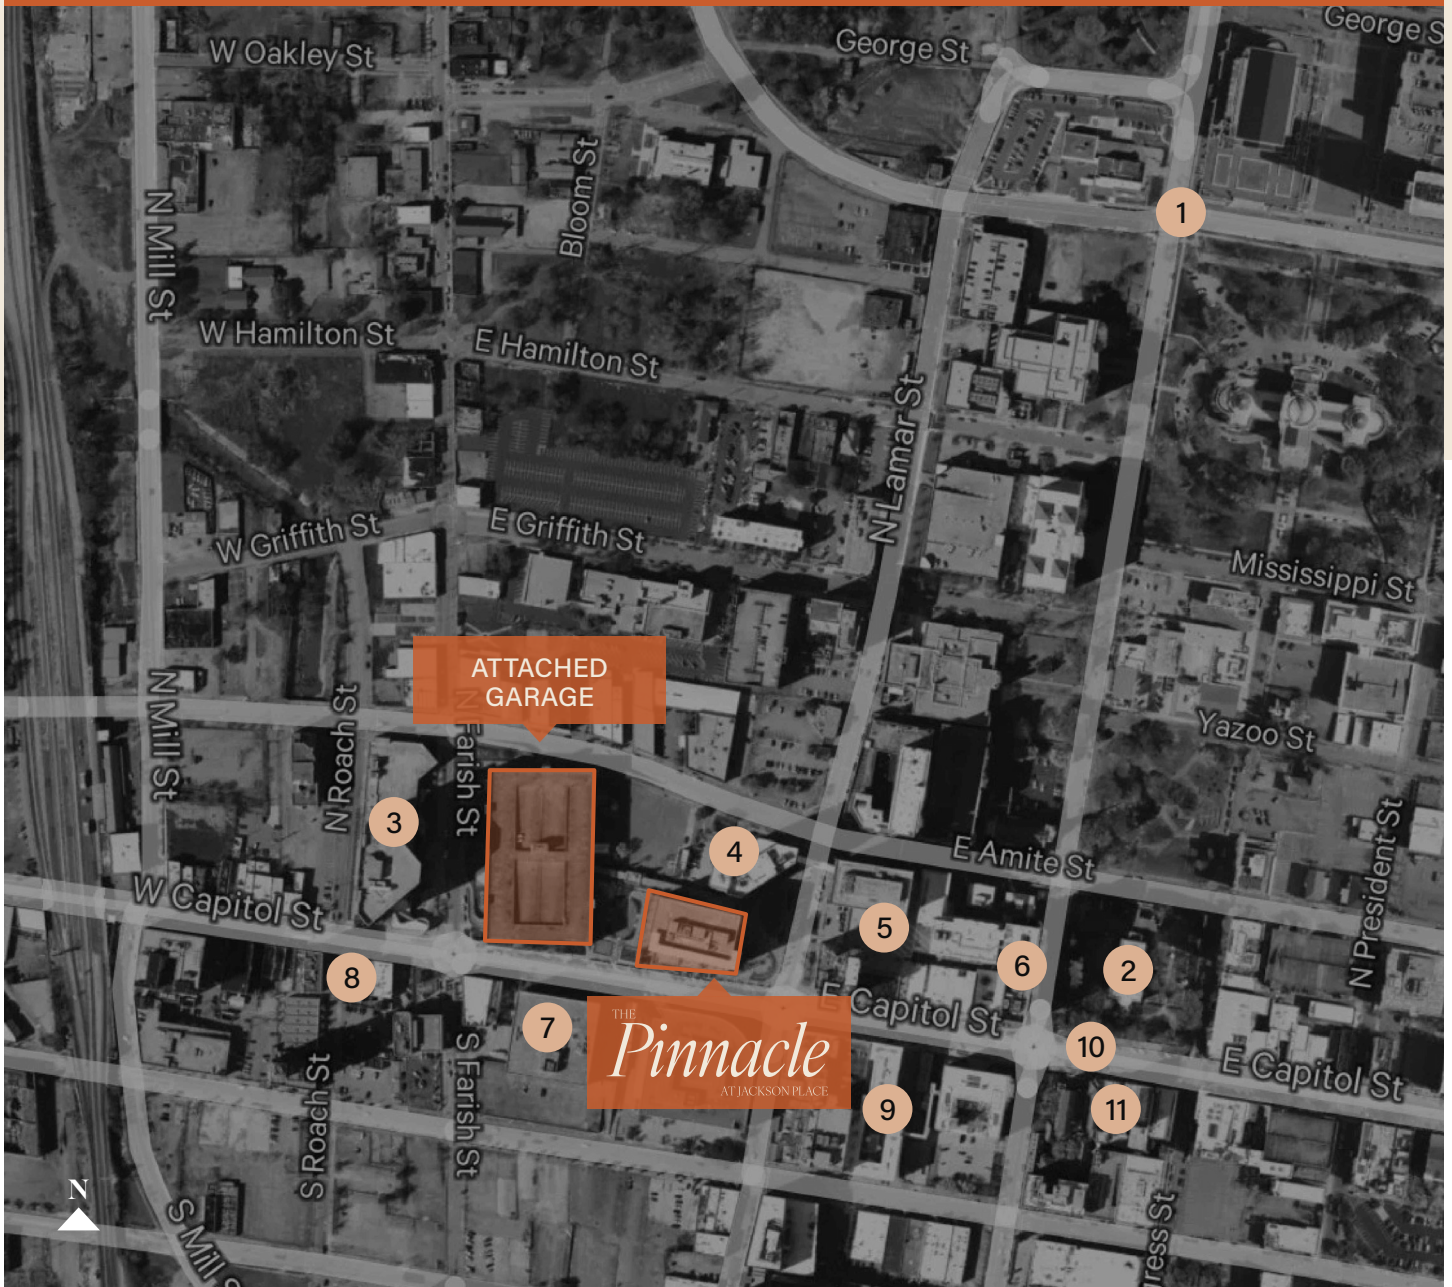 George St
George S
W Oakley St
Bloom St
N Mill St
1
W Hamilton St
E Hamilton St
N Lamar St
W Griffith St
E Griffith St
Mississippi St
ATTACHED
GARAGE
N Mill St
N Roach St
N Farish St
Yazoo St
3
4
E Amite St
N President St
W Capitol St
5
6
2
8
7
E Capitol St
10
E Capitol St
THE
Pinnacle
AT JACKSON PLACE
9
11
S Roach St
S Farish St
N
S Mill S
ress St